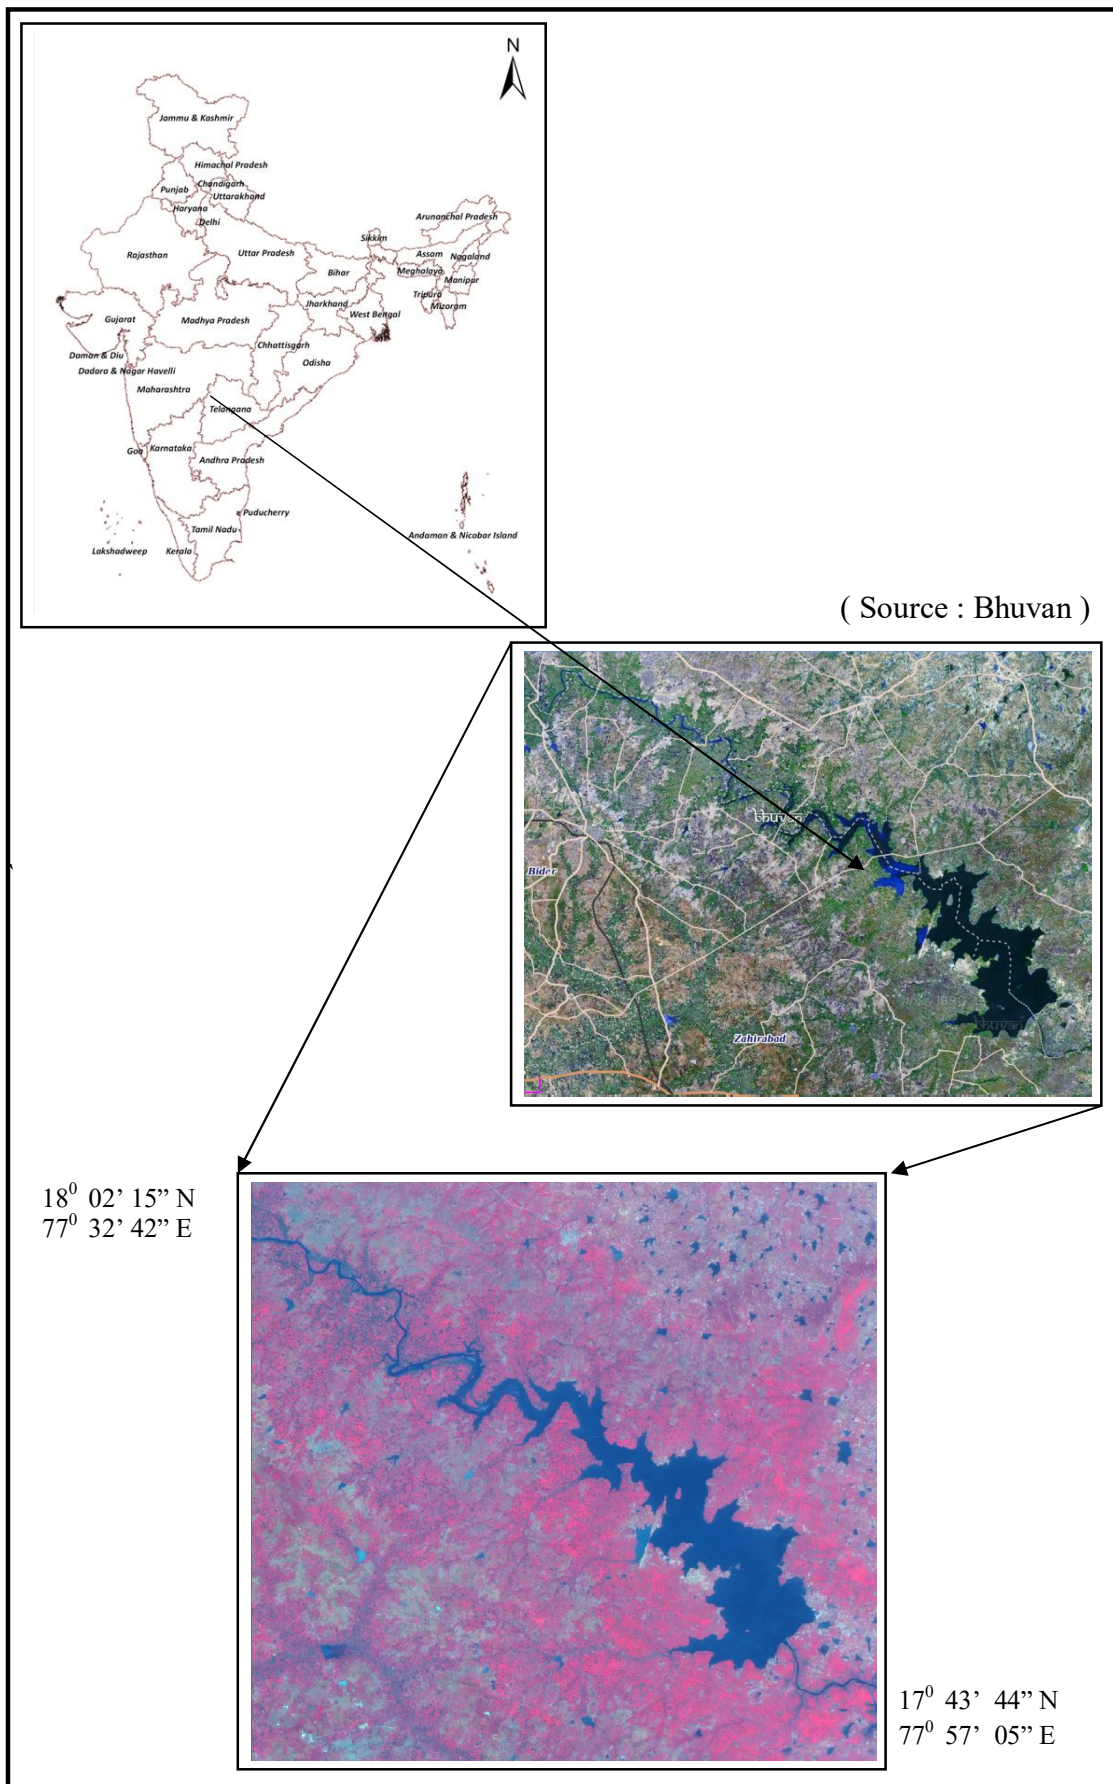 N
Jammu & Kashmir
Himachal Pradesh
Chandigarh
Punjab
Uttarakhand
Haryana
Delhi
Arunanchal Pradesh
Sikkim
Rajasthan
Uttar Pradesh
Assam
Nagaland
Bihar
Meghalaya
Manipur
Tripura
Mizoram
Jharkhand
West Bengal
Gujarat
Madhya Pradesh
Chhattisgarh
Odisha
Daman & Diu
Dadara & Nagar Havelli
Maharashtra
Telangana
Goa
Karnataka
Andhra Pradesh
Puducherry
Tamil Nadu
Andaman & Nicobar Island
Lakshadweep
Kerala
( Source : Bhuvan )
bhuvan
Bider
Zahirabad
bhuvan
18⁰ 02’ 15” N
77⁰ 32’ 42” E
17⁰ 43’ 44” N
77⁰ 57’ 05” E